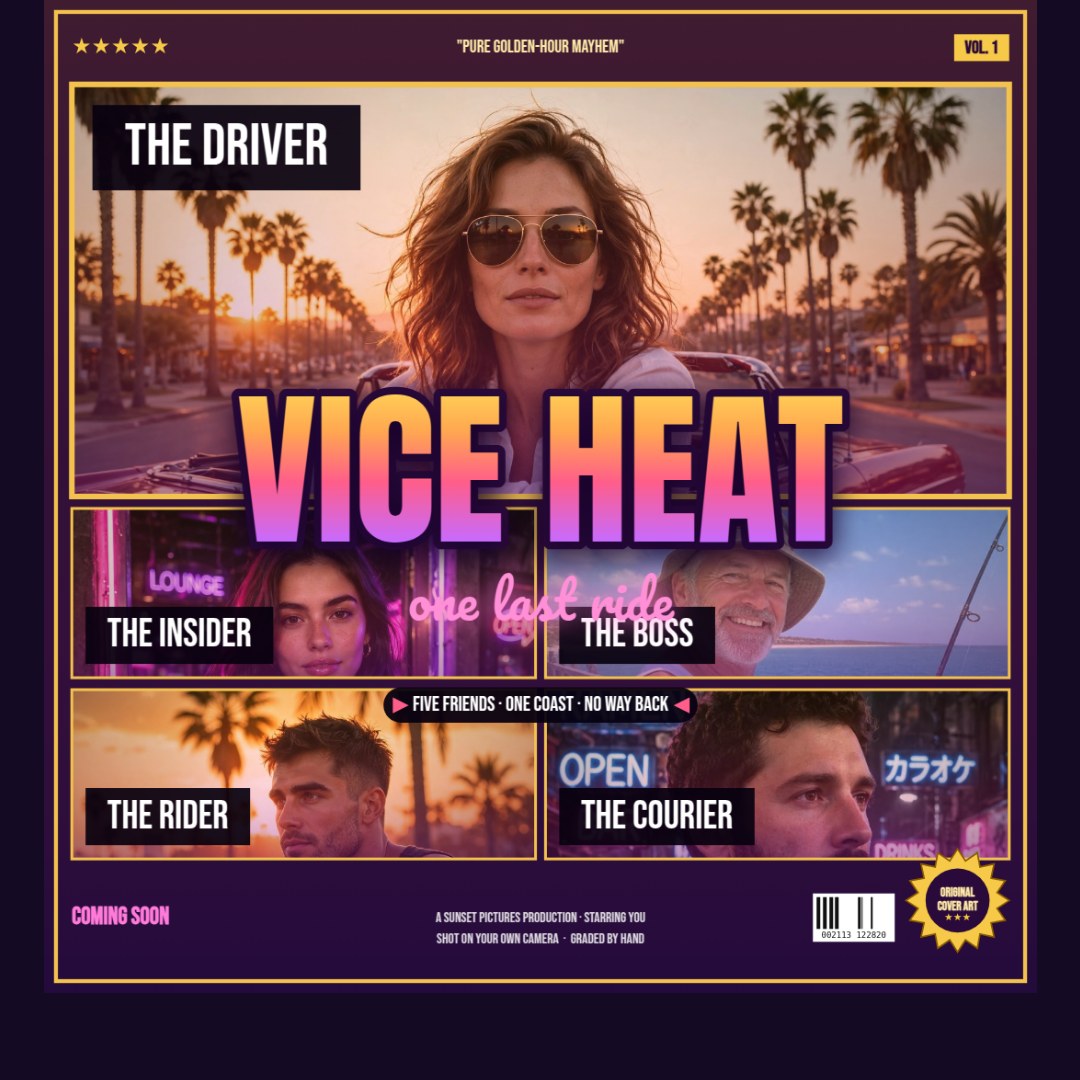 ★★★★★
"PURE GOLDEN-HOUR MAYHEM"
VOL. 1
THE DRIVER
VICE HEAT
LOUNGE
one last ride
THE INSIDER
THE BOSS
▶ FIVE FRIENDS · ONE COAST · NO WAY BACK ◀
OPEN
カラオケ
THE RIDER
THE COURIER
DRINKS
COMING SOON
A SUNSET PICTURES PRODUCTION · STARRING YOU
SHOT ON YOUR OWN CAMERA · GRADED BY HAND
002113 122820
ORIGINAL
COVER ART
★★★